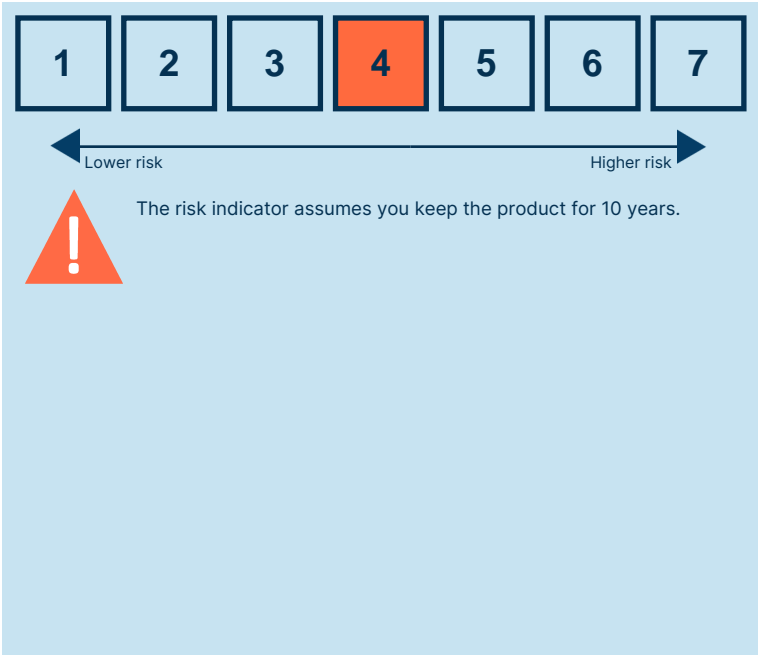 1 2 3 4 5 6 7
Lower risk Higher risk
The risk indicator assumes you keep the product for 10 years.
!